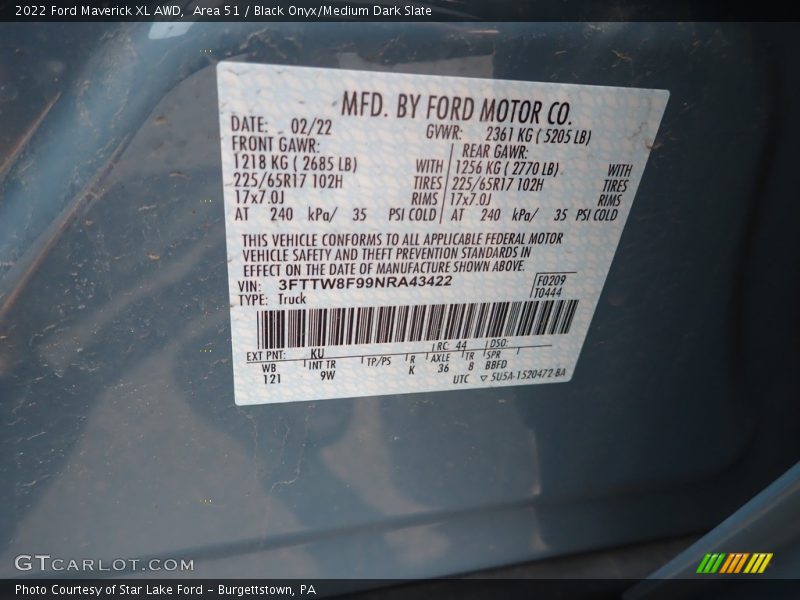 2022 Ford Maverick XL AWD, Area 51 / Black Onyx/Medium Dark Slate
MFD. BY FORD MOTOR CO.
DATE: 02/22 GVWR: 2361 KG ( 5205 LB)
FRONT GAWR: REAR GAWR:
1218 KG ( 2685 LB) WITH 1256 KG ( 2770 LB) WITH
225/65R17 102H TIRES 225/65R17 102H TIRES
17x7.0J RIMS 17x7.0J RIMS
AT 240 kPa/ 35 PSI COLD AT 240 kPa/ 35 PSI COLD
THIS VEHICLE CONFORMS TO ALL APPLICABLE FEDERAL MOTOR
VEHICLE SAFETY AND THEFT PREVENTION STANDARDS IN
EFFECT ON THE DATE OF MANUFACTURE SHOWN ABOVE.
VIN: 3FTTW8F99NRA43422 F0209
TYPE: Truck T0444
EXT PNT: KU RC: 44 DSO:
WB INT TR TP/PS R AXLE TR SPR
121 9W K 36 8 BBFD
UTC ▽ 5U5A-1520472-BA
GTCARLOT.COM
Photo Courtesy of Star Lake Ford - Burgettstown, PA